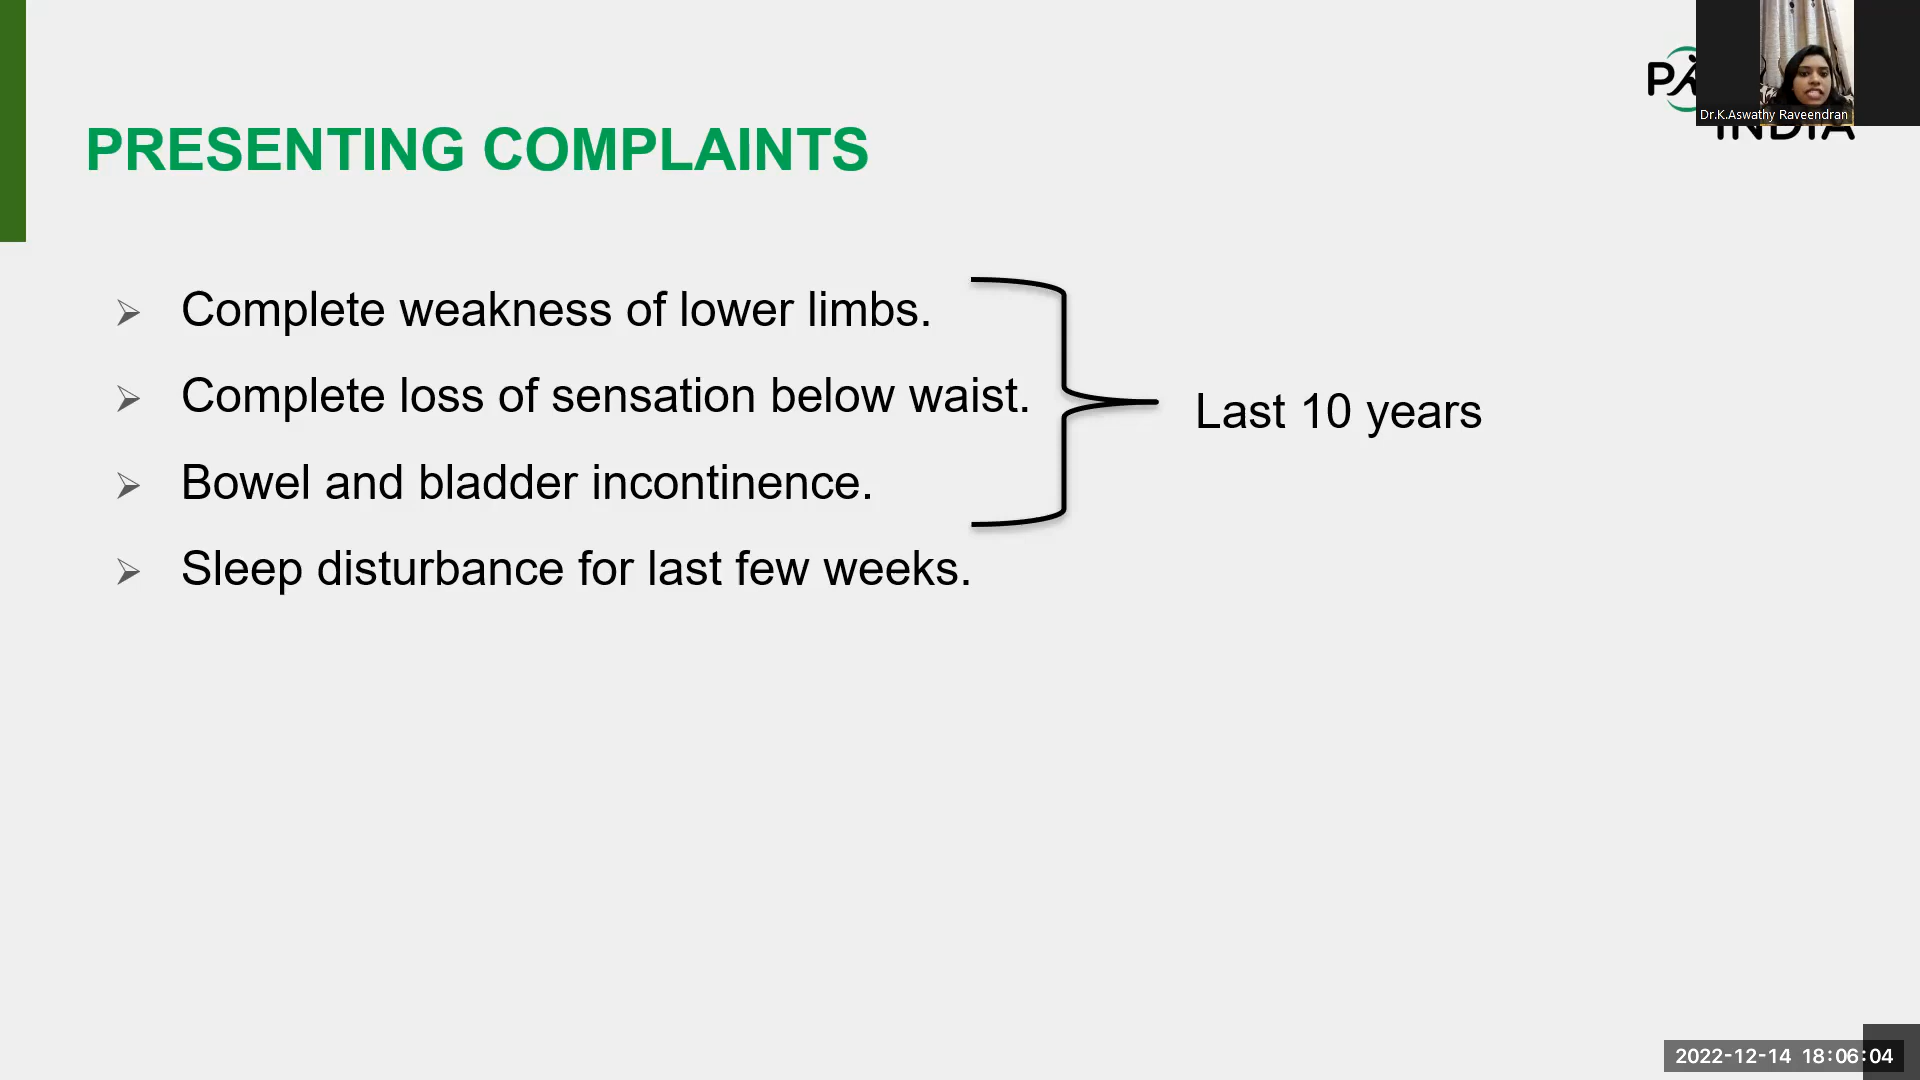 PRESENTING COMPLAINTS
Complete weakness of lower limbs.
Complete loss of sensation below waist.
Bowel and bladder incontinence.
Last 10 years
Sleep disturbance for last few weeks.
INDIA
Dr.K.Aswathy Raveendran
2022-12-14 18:06:04